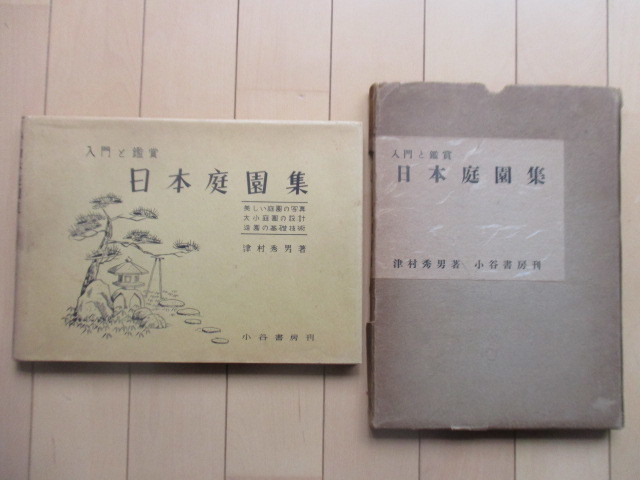 入門と鑑賞
日本庭園集
美しい庭園の写真
大小庭園の設計
造園の基礎技術
津村秀男著
小谷書房刊
入門と鑑賞
日本庭園集
津村秀男著 小谷書房刊